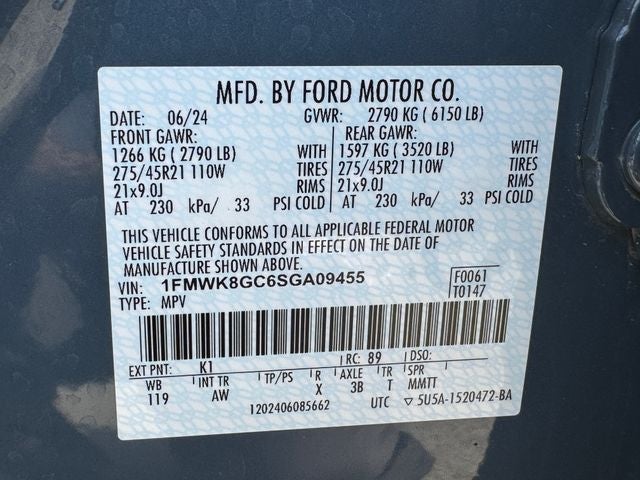 MFD. BY FORD MOTOR CO.
DATE: 06/24 GVWR: 2790 KG ( 6150 LB)
FRONT GAWR: REAR GAWR:
1266 KG ( 2790 LB) WITH 1597 KG ( 3520 LB) WITH
275/45R21 110W TIRES 275/45R21 110W TIRES
21x9.0J RIMS 21x9.0J RIMS
AT 230 kPa/ 33 PSI COLD AT 230 kPa/ 33 PSI COLD
THIS VEHICLE CONFORMS TO ALL APPLICABLE FEDERAL MOTOR
VEHICLE SAFETY STANDARDS IN EFFECT ON THE DATE OF
MANUFACTURE SHOWN ABOVE.
VIN: 1FMWK8GC6SGA09455 F0061
TYPE: MPV T0147
EXT PNT: K1 RC: 89 DSO:
WB INT TR TP/PS R AXLE TR SPR
119 AW X 3B T MMTT
1202406085662 UTC ▽ 5U5A-1520472-BA